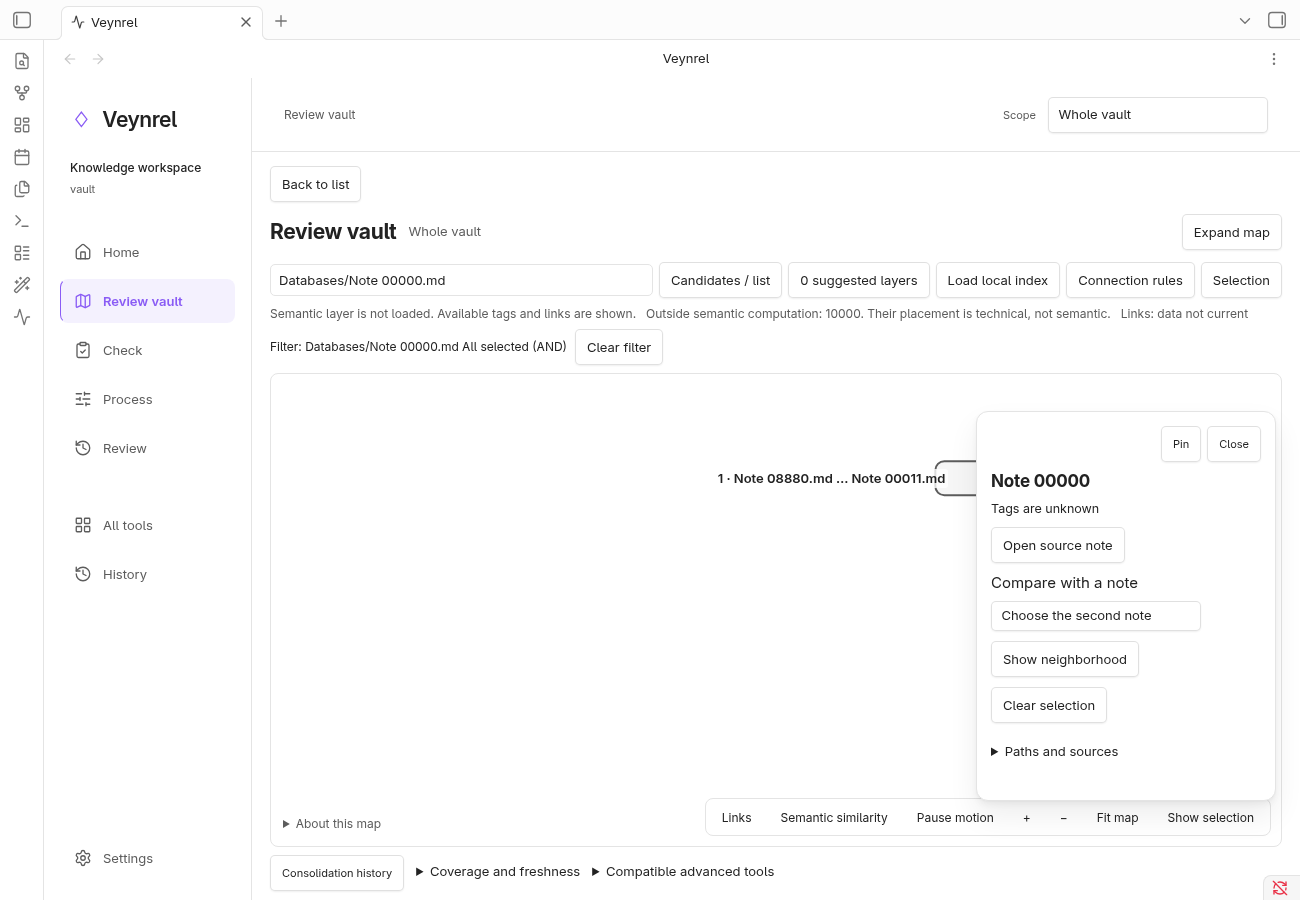 Veynrel
Veynrel
Veynrel
Knowledge workspace
vault
Home
Review vault
Check
Process
Review
All tools
History
Settings
Review vault
Scope
Whole vault
Back to list
Review vault Whole vault
Expand map
Databases/Note 00000.md
Candidates / list
0 suggested layers
Load local index
Connection rules
Selection
Semantic layer is not loaded. Available tags and links are shown. Outside semantic computation: 10000. Their placement is technical, not semantic. Links: data not current
Filter: Databases/Note 00000.md All selected (AND)
Clear filter
1 · Note 08880.md ... Note 00011.md
Pin
Close
Note 00000
Tags are unknown
Open source note
Compare with a note
Choose the second note
Show neighborhood
Clear selection
Paths and sources
About this map
Links
Semantic similarity
Pause motion
+
−
Fit map
Show selection
Consolidation history
Coverage and freshness
Compatible advanced tools